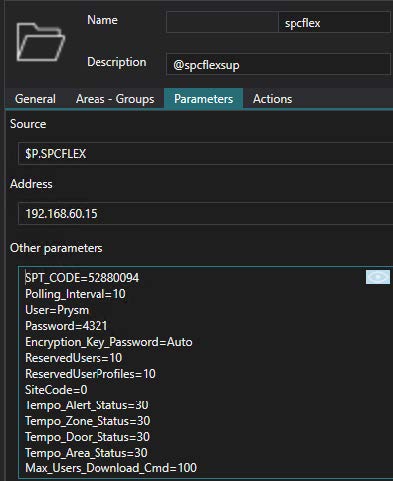 Name
spcflex
Description
@spcflexsup
General Areas - Groups Parameters Actions
Source
$P.SPCFLEX
Address
192.168.60.15
Other parameters
SPT_CODE=52880094
Polling_Interval=10
User=Prysm
Password=4321
Encryption_Key_Password=Auto
ReservedUsers=10
ReservedUserProfiles=10
SiteCode=0
Tempo_Alert_Status=30
Tempo_Zone_Status=30
Tempo_Door_Status=30
Tempo_Area_Status=30
Max_Users_Download_Cmd=100